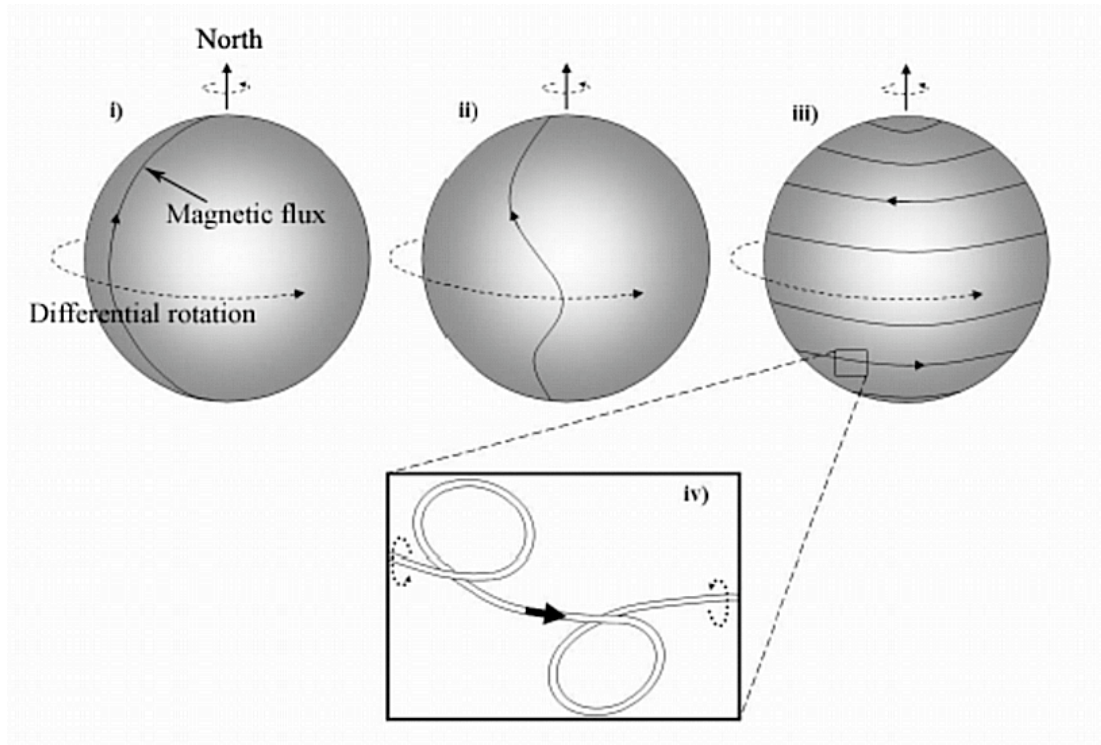 North
i)
ii)
iii)
Magnetic flux
Differential rotation
iv)